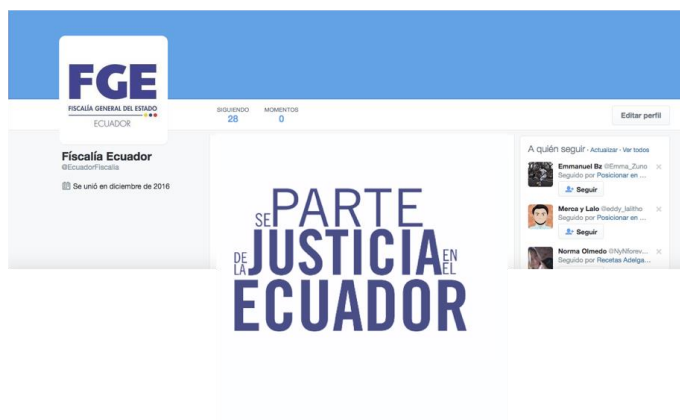 FGE
FISCALÍA GENERAL DEL ESTADO
ECUADOR
Físcalía Ecuador
@EcuadorFiscalia
Se unió en diciembre de 2016
SIGUIENDO
28
MOMENTOS
0
Editar perfil
SE PARTE
DE LA JUSTICIA EN EL
ECUADOR
A quién seguir · Actualizar · Ver todos
Emmanuel Bz @Emma_Zuno
Seguido por Posicionar en ...
Seguir
Merca y Lalo @eddy_lalitho
Seguido por Posicionar en ...
Seguir
Norma Olmedo @NyNforev...
Seguido por Recetas Adelga...